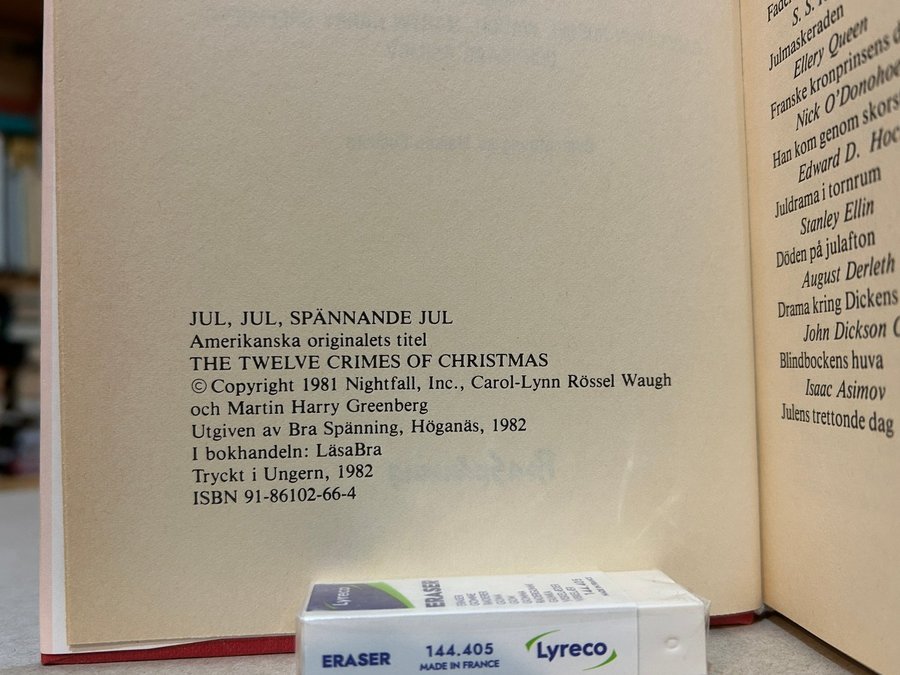 JUL, JUL, SPÄNNANDE JUL
Amerikanska originalets titel
THE TWELVE CRIMES OF CHRISTMAS
© Copyright 1981 Nightfall, Inc., Carol-Lynn Rössel Waugh
och Martin Harry Greenberg
Utgiven av Bra Spänning, Höganäs, 1982
I bokhandeln: LäsaBra
Tryckt i Ungern, 1982
ISBN 91-86102-66-4
S. S.
Julmaskeraden
Ellery Queen
Franske kronprinsens
Nick O'Donohoe
Han kom genom
Edward D.
Juldrama i tornrum
Stanley Ellin
Döden på julafton
August Derleth
Drama kring Dickens
John Dickson
Blindbockens huva
Isaac Asimov
Julens trettonde dag
Lyreco
ERASER
ERASER
144.405
MADE IN FRANCE
Lyreco